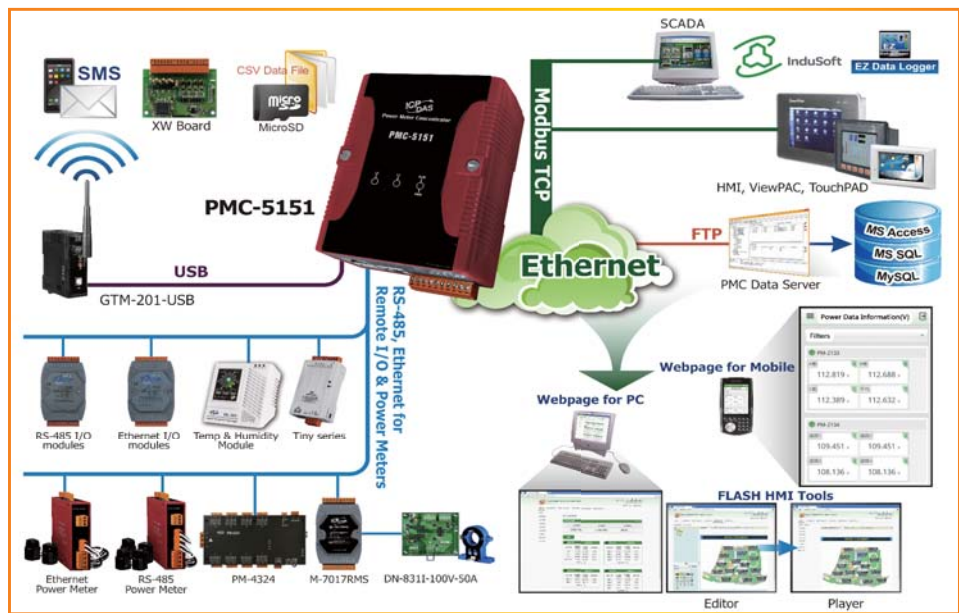 SCADA
InduSoft
EZ Data Logger
SMS
XW Board
CSV Data File
micro
MicroSD
ICP
DAS
Power Meter Concentrator
PMC-5151
Modbus TCP
HMI, ViewPAC, TouchPAD
PMC-5151
USB
GTM-201-USB
Ethernet
FTP
PMC Data Server
MS Access
MS SQL
MySQL
RS-485, Ethernet for
Remote I/O & Power Meters
RS-485 I/O
modules
Ethernet I/O
modules
Temp & Humidity
Module
Tiny series
Webpage for PC
Webpage for Mobile
Power Data Information(V)
Filters
PM-2133
112.819
112.688
112.389
112.632
PM-2134
109.451
109.451
108.136
108.136
Ethernet
Power Meter
RS-485
Power Meter
PM-4324
M-7017RMS
DN-831I-100V-50A
FLASH HMI Tools
Editor
Player